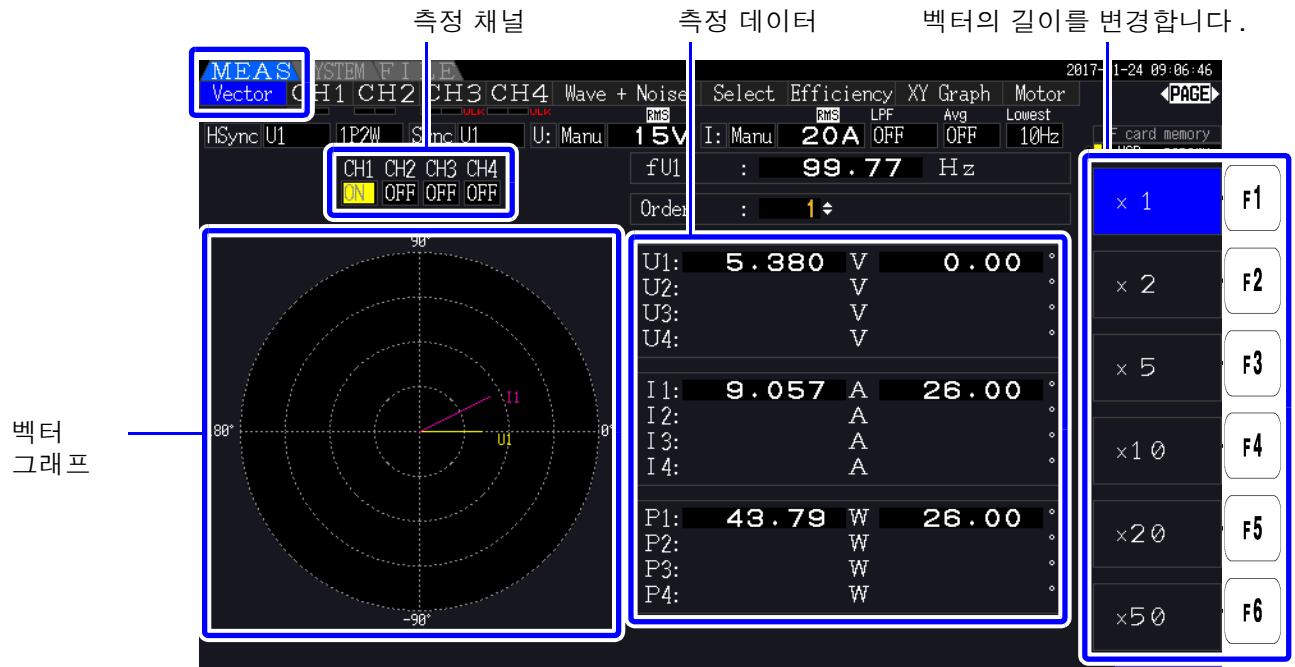 측정 채널
측정 데이터
벡터의 길이를 변경합니다.
MEAS SYSTEM FILE
2017-01-24 09:06:46
Vector CH1 CH2 CH3 CH4 Wave + Noise Select Efficiency XY Graph Motor
PAGE
RMS RMS LPF Avg Lowest
HSync U1 1P2W Sync U1 U: Manu 15V I: Manu 20A OFF OFF 10Hz
card memory
CH1 CH2 CH3 CH4
ON OFF OFF OFF
fU1 : 99.77 Hz
Order : 1
× 1 F1
× 2 F2
× 5 F3
×10 F4
×20 F5
×50 F6
벡터
그래프
90°
80°
0°
-90°
I1
U1
U1: 5.380 V 0.00 °
U2: V °
U3: V °
U4: V °
I1: 9.057 A 26.00 °
I2: A °
I3: A °
I4: A °
P1: 43.79 W 26.00 °
P2: W °
P3: W °
P4: W °